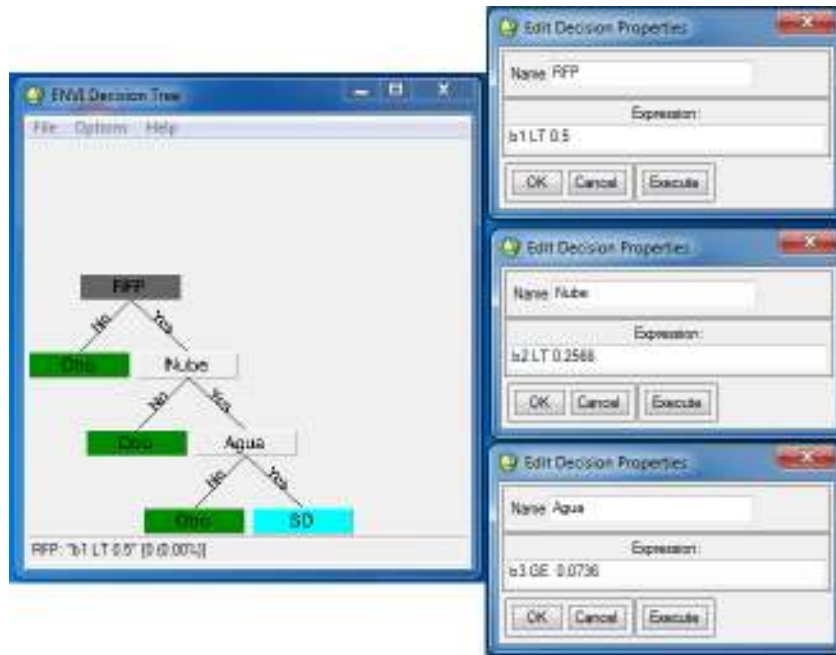 ENVI Decision Tree
File Options Help
RFP
No Yes
Otro Nube
No Yes
Otro Agua
No Yes
Otro SD
RFP: "b1 LT 0.5" [0 (0.00%)]
Edit Decision Properties
Name RFP
Expression:
b1 LT 0.5
OK Cancel Execute
Edit Decision Properties
Name Nube
Expression:
b2 LT 0.2566
OK Cancel Execute
Edit Decision Properties
Name Agua
Expression:
b3 GE 0.0736
OK Cancel Execute